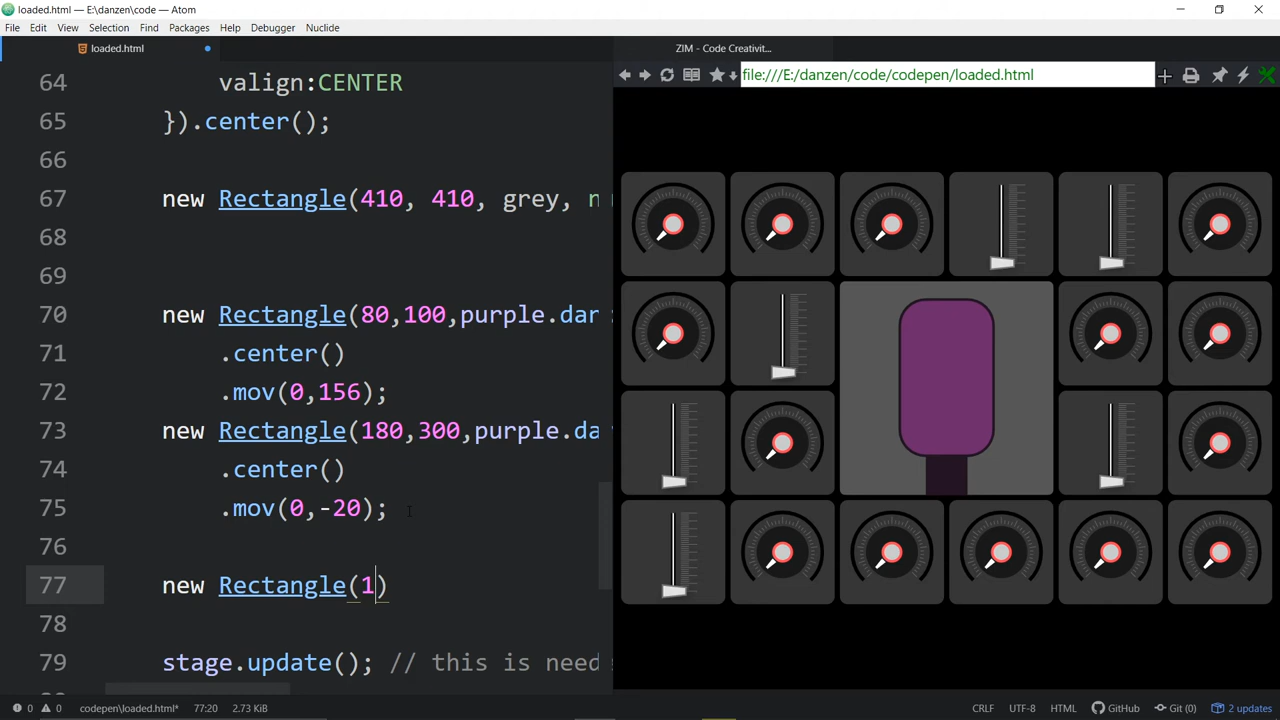 loaded.html — E:\danzen\code — Atom
File Edit View Selection Find Packages Help Debugger Nuclide
loaded.html
ZIM - Code Creativit...
file:///E:/danzen/code/codepen/loaded.html
64 valign:CENTER
65 }).center();
66
67 new Rectangle(410, 410, grey, n
68
69
70 new Rectangle(80,100,purple.dar
71 .center()
72 .mov(0,156);
73 new Rectangle(180,300,purple.da
74 .center()
75 .mov(0,-20);
76
77 new Rectangle(1)
78
79 stage.update(); // this is need
0 0 codepen\loaded.html* 77:20 2.73 KiB
CRLF UTF-8 HTML GitHub Git (0) 2 updates